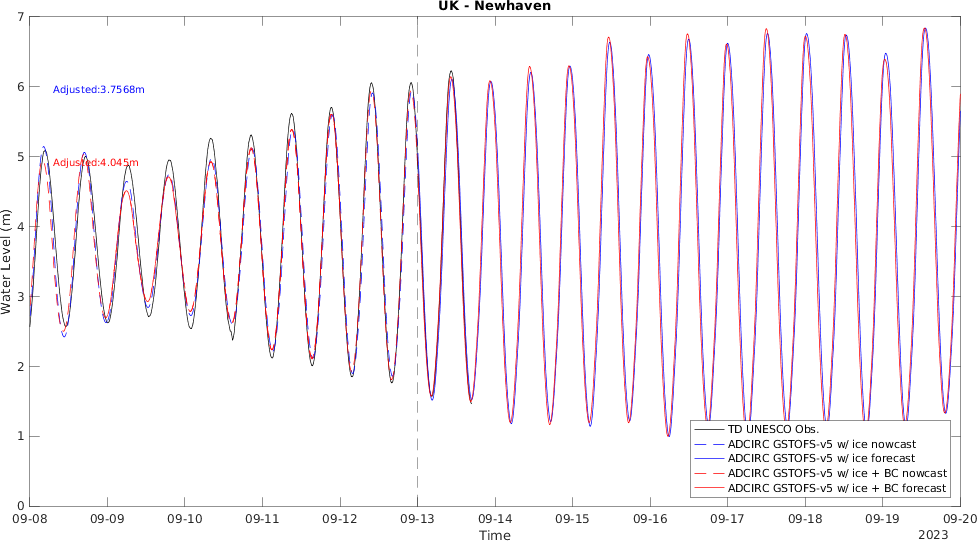 UK - Newhaven
7
6
5
4
3
2
1
0
Water Level (m)
Adjusted:3.7568m
Adjusted:4.045m
TD UNESCO Obs.
ADCIRC GSTOFS-v5 w/ ice nowcast
ADCIRC GSTOFS-v5 w/ ice forecast
ADCIRC GSTOFS-v5 w/ ice + BC nowcast
ADCIRC GSTOFS-v5 w/ ice + BC forecast
09-08 09-09 09-10 09-11 09-12 09-13 09-14 09-15 09-16 09-17 09-18 09-19 09-20
Time
2023